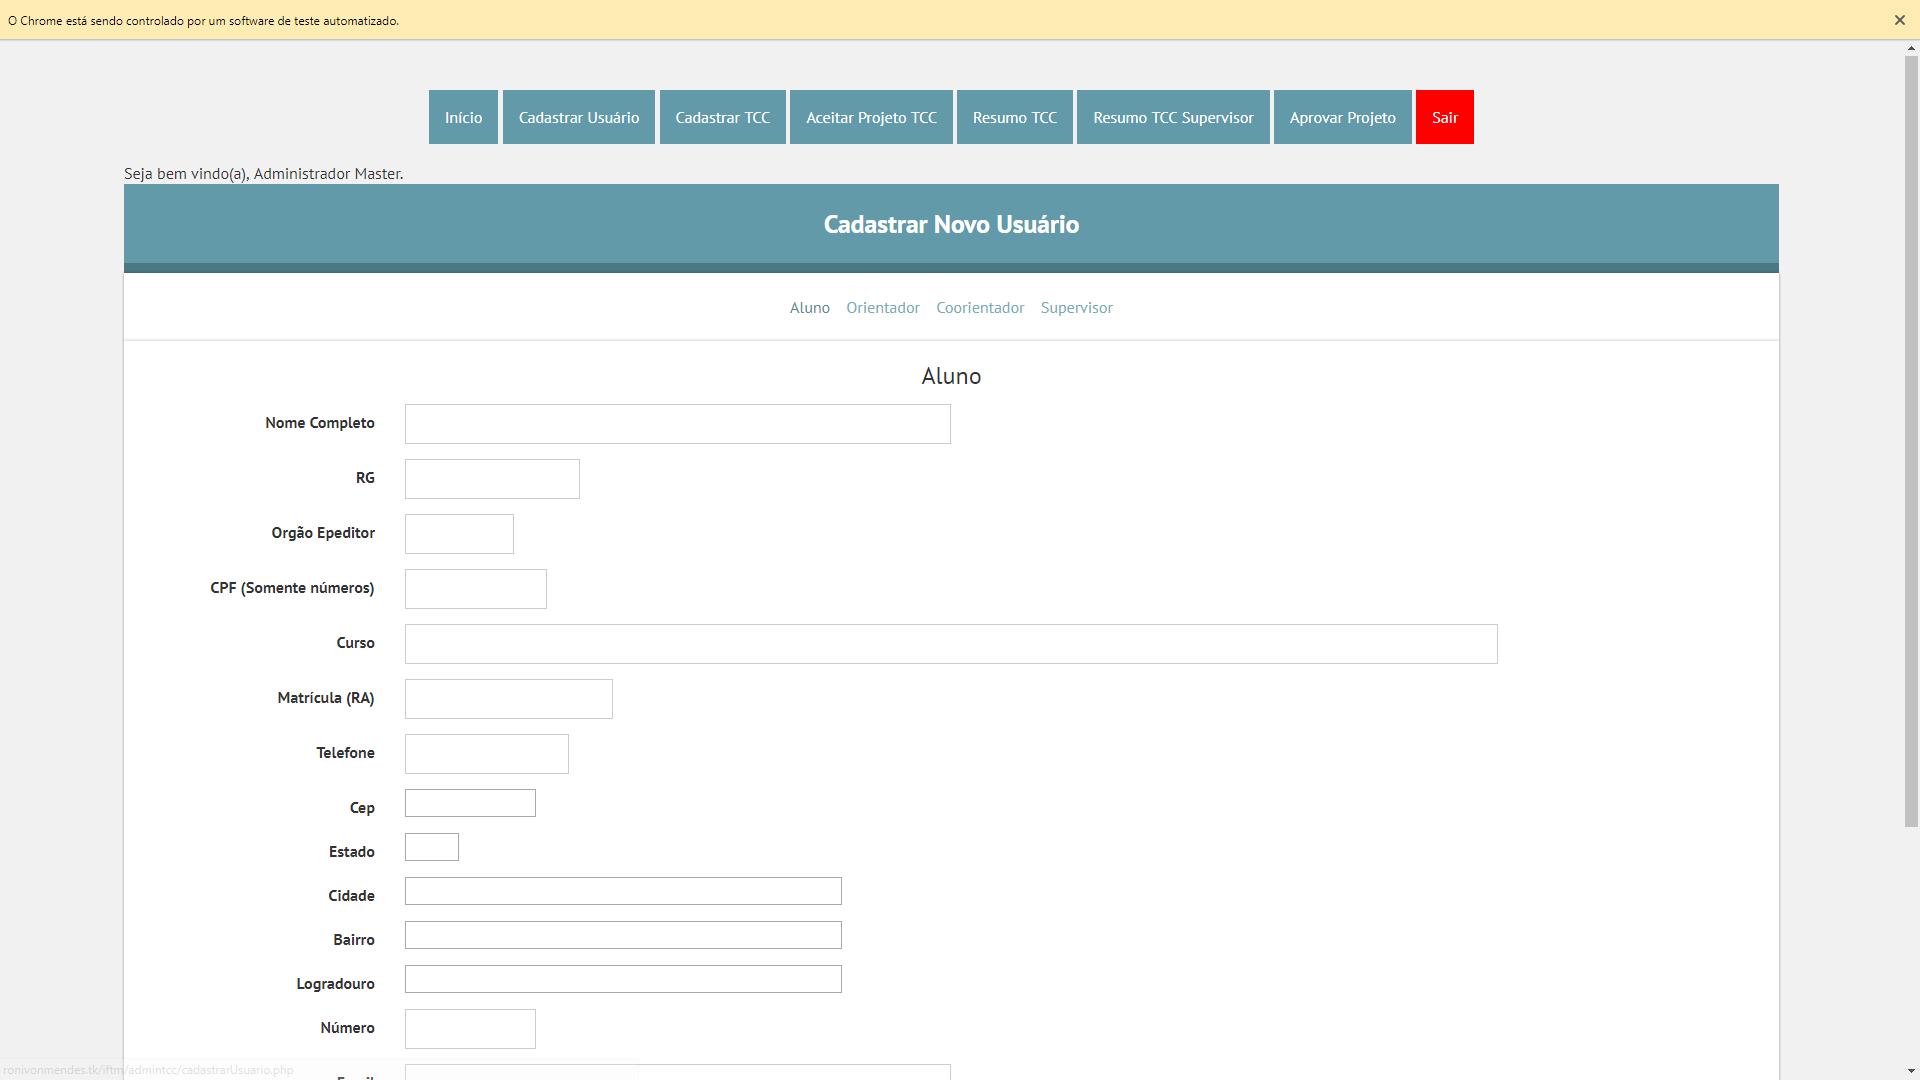 O Chrome está sendo controlado por um software de teste automatizado.
Início Cadastrar Usuário Cadastrar TCC Aceitar Projeto TCC Resumo TCC Resumo TCC Supervisor Aprovar Projeto Sair
Seja bem vindo(a), Administrador Master.
Cadastrar Novo Usuário
Aluno Orientador Coorientador Supervisor
Aluno
Nome Completo
RG
Orgão Epeditor
CPF (Somente números)
Curso
Matrícula (RA)
Telefone
Cep
Estado
Cidade
Bairro
Logradouro
Número
ronivonmendes.tk/iftm/admintcc/cadastrarUsuario.php